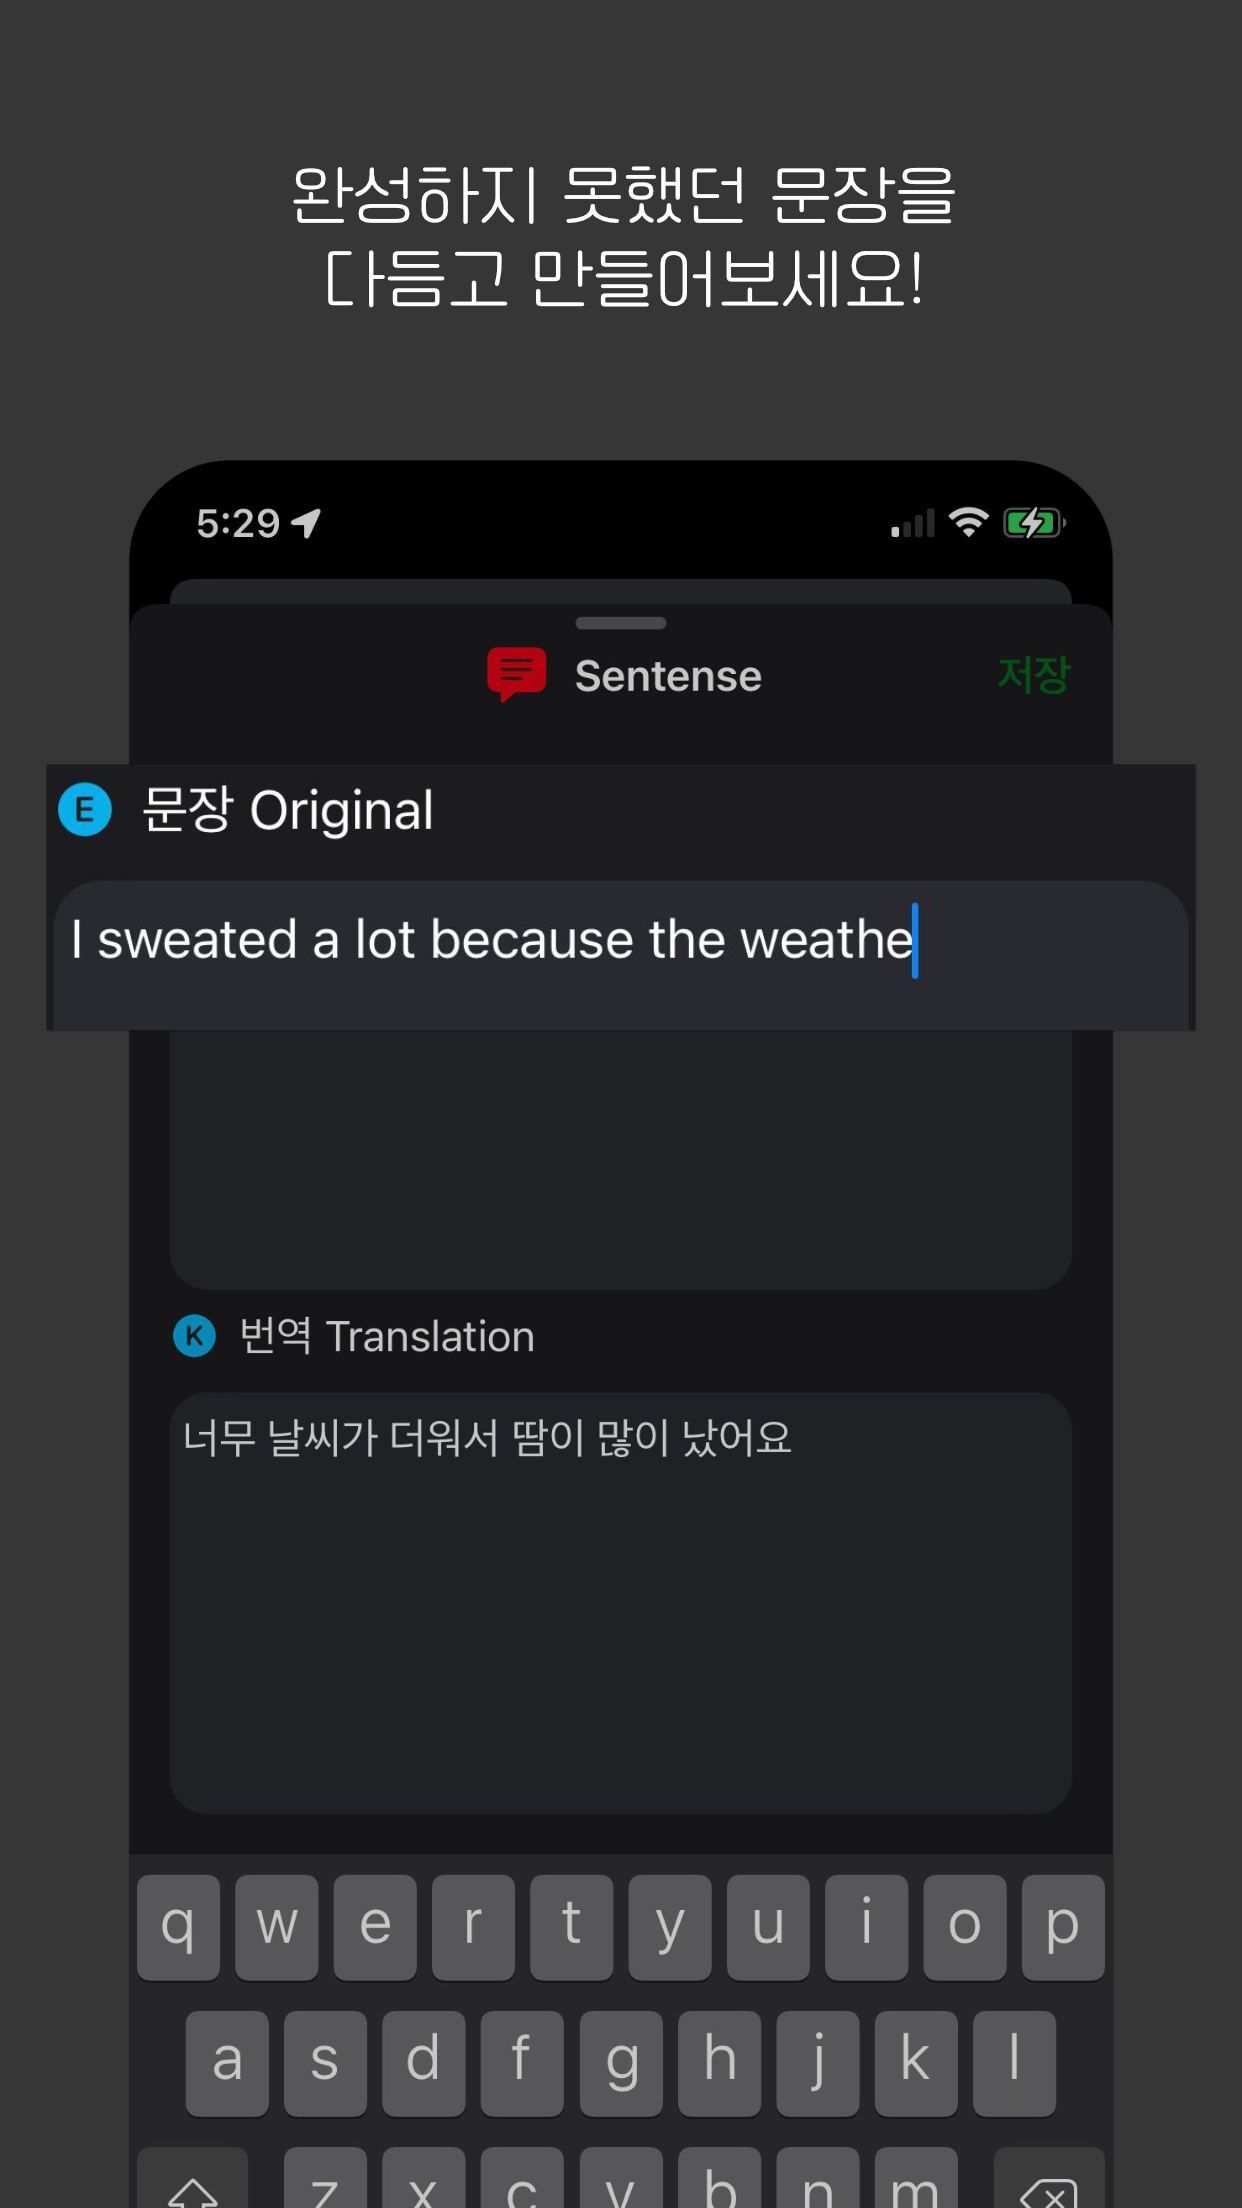 완성하지 못했던 문장을
다듬고 만들어보세요!
5:29
Sentense
저장
E 문장 Original
I sweated a lot because the weathe
K 번역 Translation
너무 날씨가 더워서 땀이 많이 났어요
q w e r t y u i o p
a s d f g h j k l
z x c v b n m